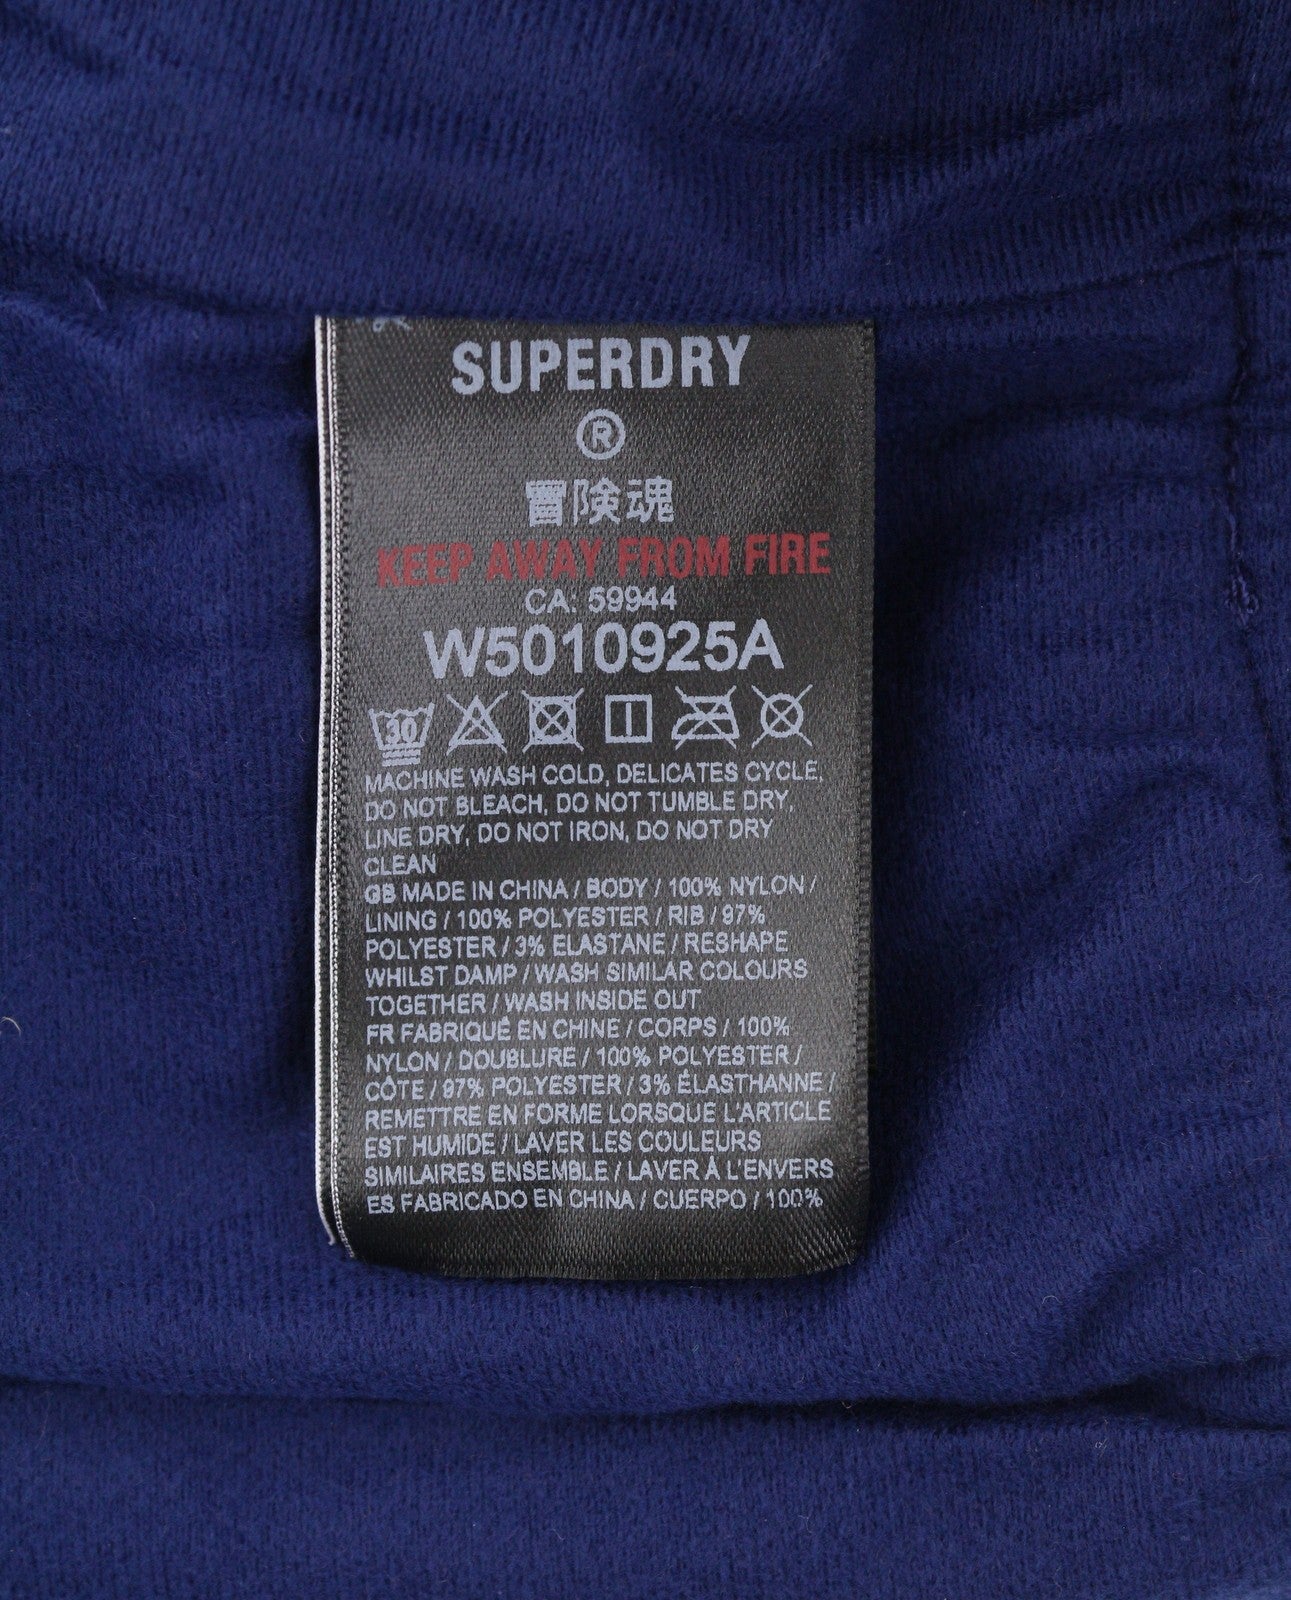 SUPERDRY
®
冒険魂
KEEP AWAY FROM FIRE
CA: 59944
W5010925A
30
MACHINE WASH COLD, DELICATES CYCLE,
DO NOT BLEACH, DO NOT TUMBLE DRY,
LINE DRY, DO NOT IRON, DO NOT DRY
CLEAN
GB MADE IN CHINA / BODY / 100% NYLON /
LINING / 100% POLYESTER / RIB / 97%
POLYESTER / 3% ELASTANE / RESHAPE
WHILST DAMP / WASH SIMILAR COLOURS
TOGETHER / WASH INSIDE OUT
FR FABRIQUÉ EN CHINE / CORPS / 100%
NYLON / DOUBLURE / 100% POLYESTER /
CÔTE / 97% POLYESTER / 3% ÉLASTHANNE /
REMETTRE EN FORME LORSQUE L'ARTICLE
EST HUMIDE / LAVER LES COULEURS
SIMILAIRES ENSEMBLE / LAVER À L'ENVERS
ES FABRICADO EN CHINA / CUERPO / 100%